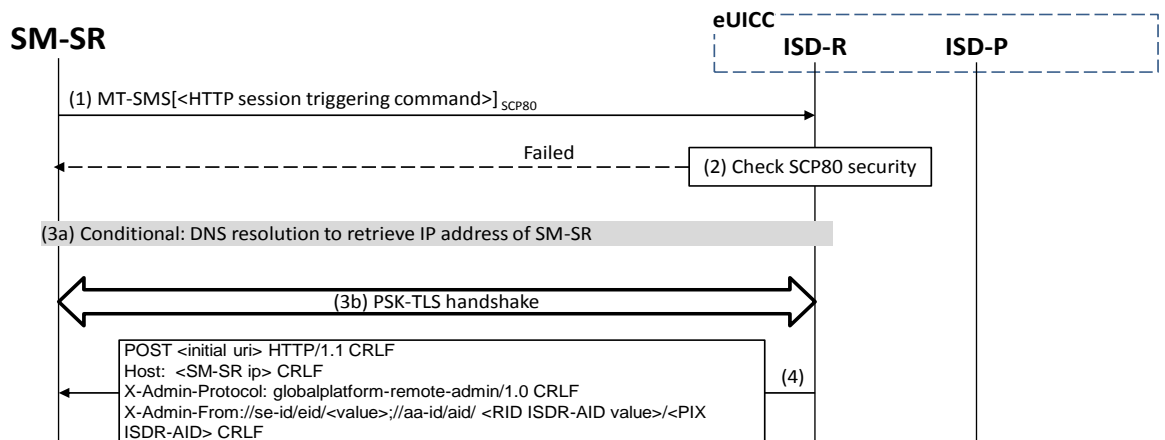 eUICC
SM-SR
ISD-R
ISD-P
(1) MT-SMS[<HTTP session triggering command>] SCP80
Failed
(2) Check SCP80 security
(3a) Conditional: DNS resolution to retrieve IP address of SM-SR
(3b) PSK-TLS handshake
POST <initial uri> HTTP/1.1 CRLF
Host: <SM-SR ip> CRLF
X-Admin-Protocol: globalplatform-remote-admin/1.0 CRLF
X-Admin-From://se-id/eid/<value>;//aa-id/aid/ <RID ISDR-AID value>/<PIX
ISDR-AID> CRLF
(4)